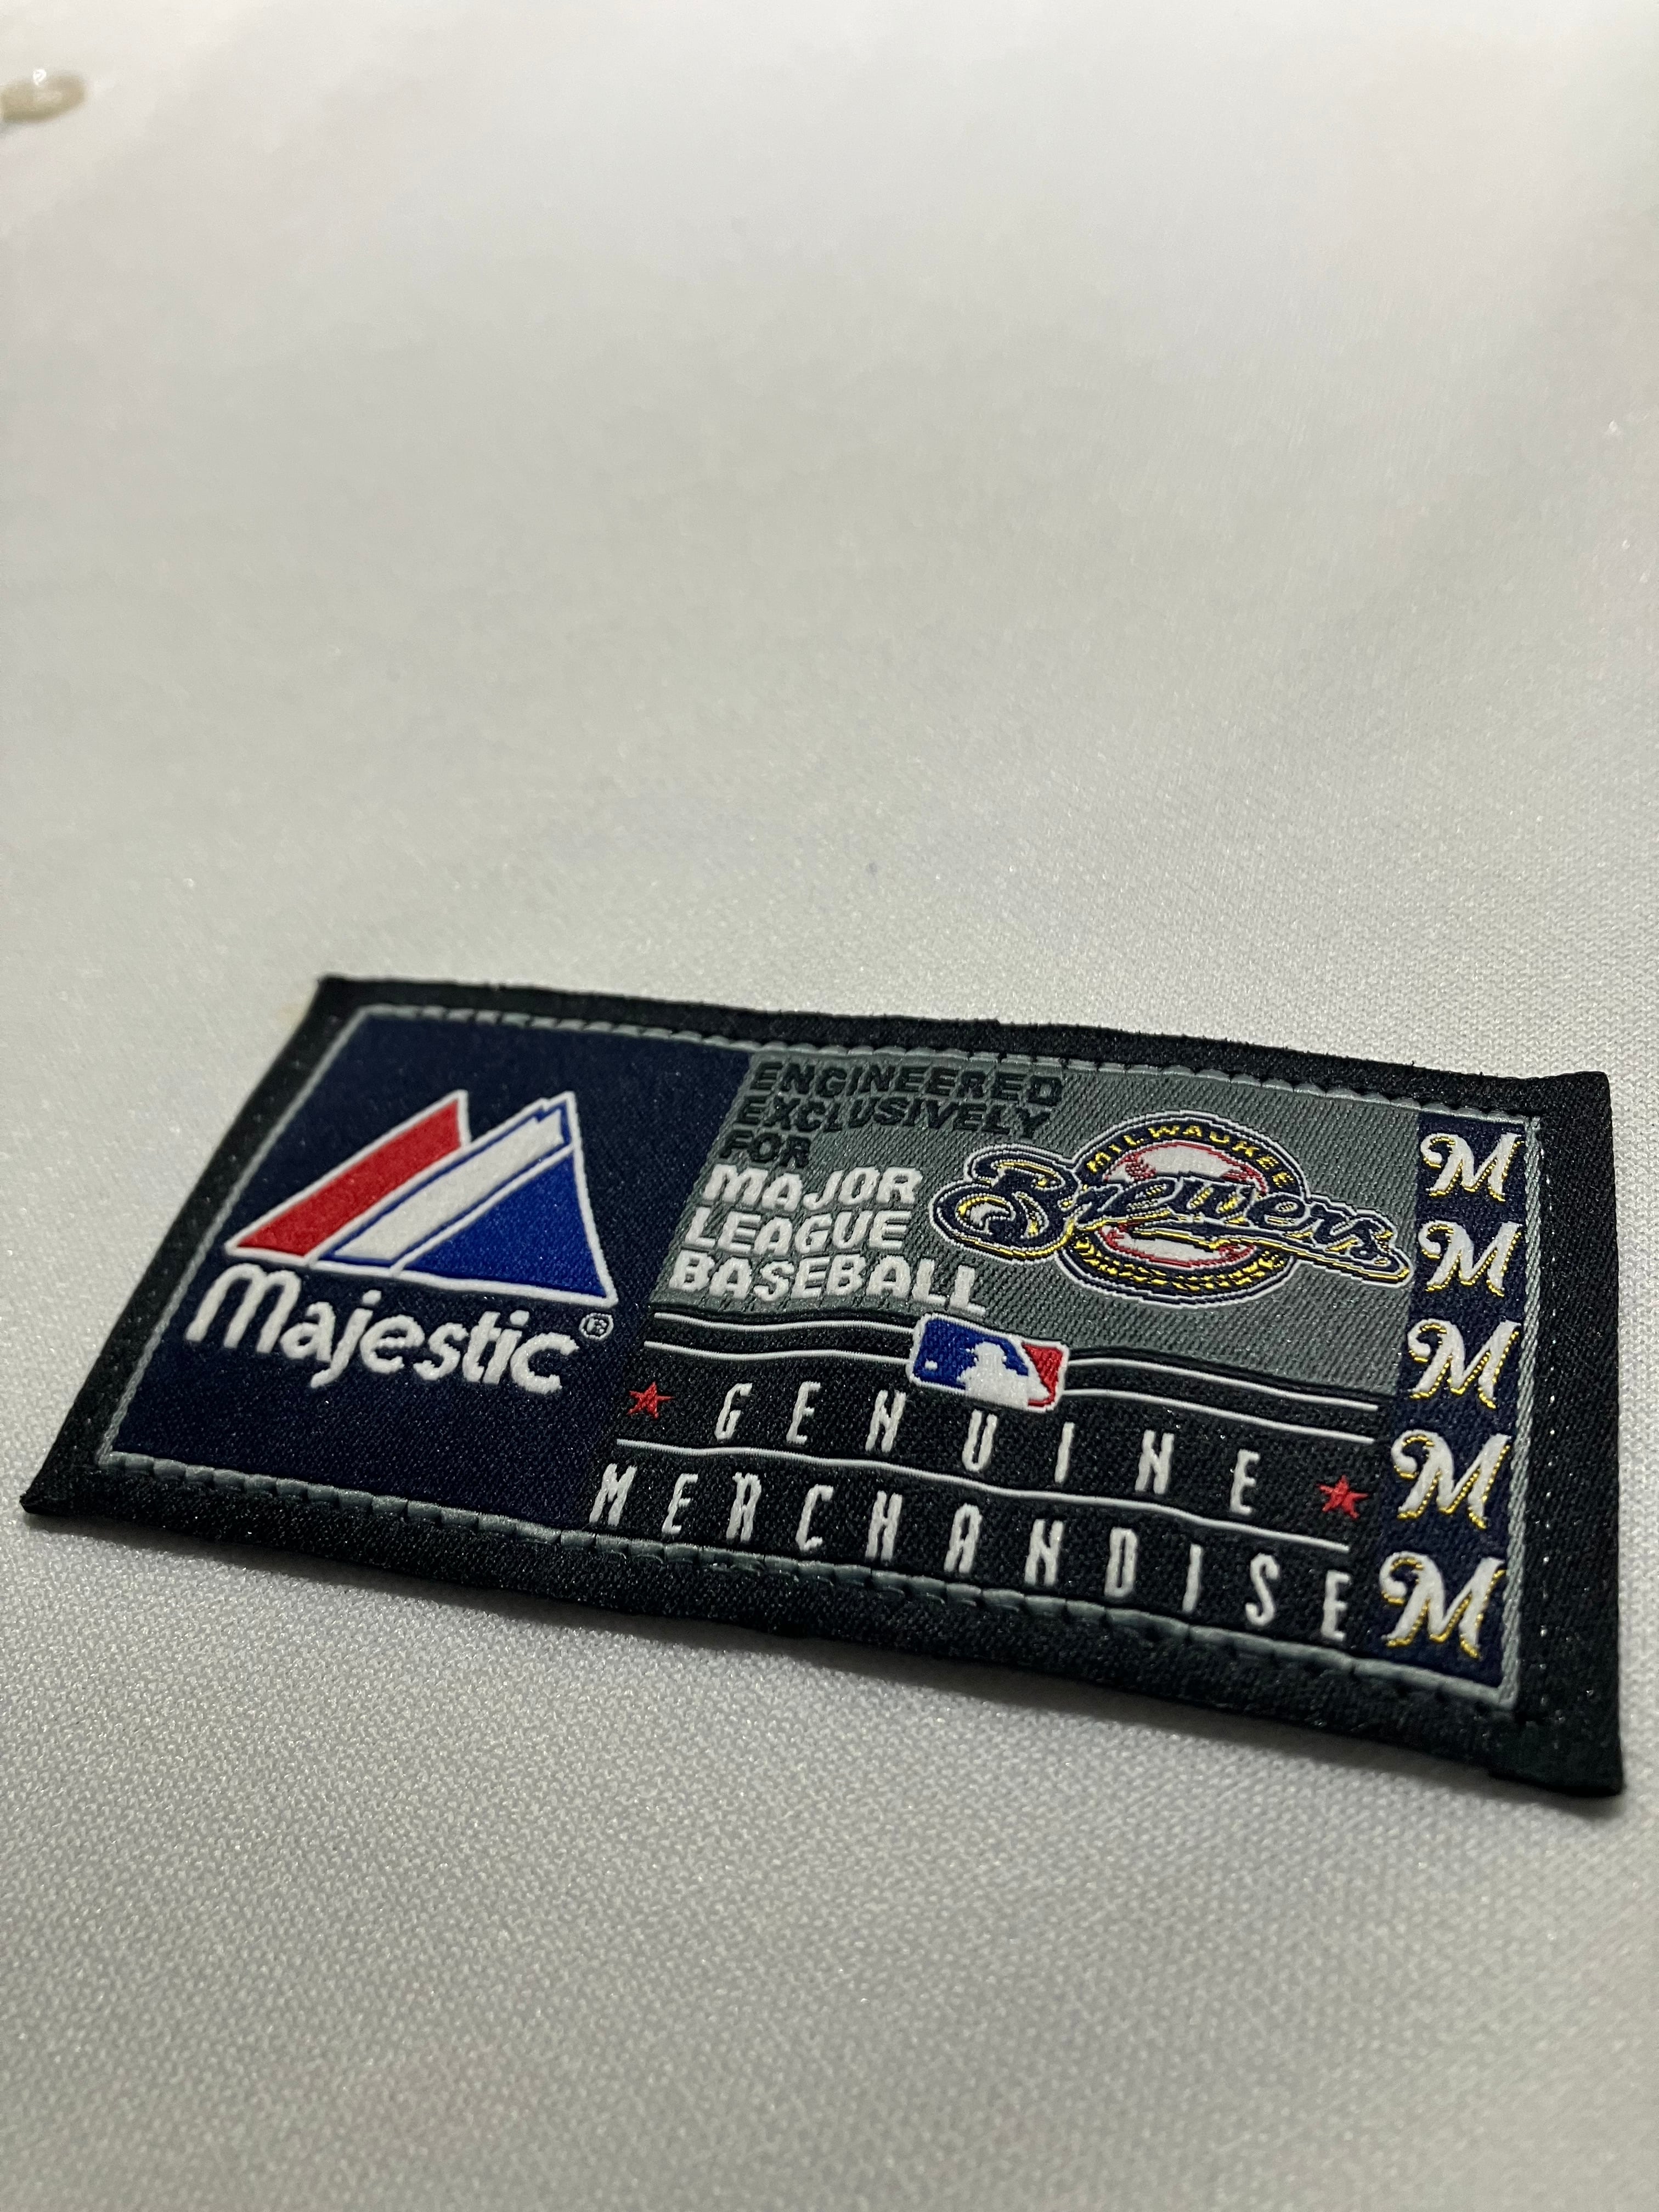 Majestic®
ENGINEERED
EXCLUSIVELY
FOR
MAJOR
LEAGUE
BASEBALL
MILWAUKEE
Brewers
GENUINE
MERCHANDISE
M
M
M
M
M